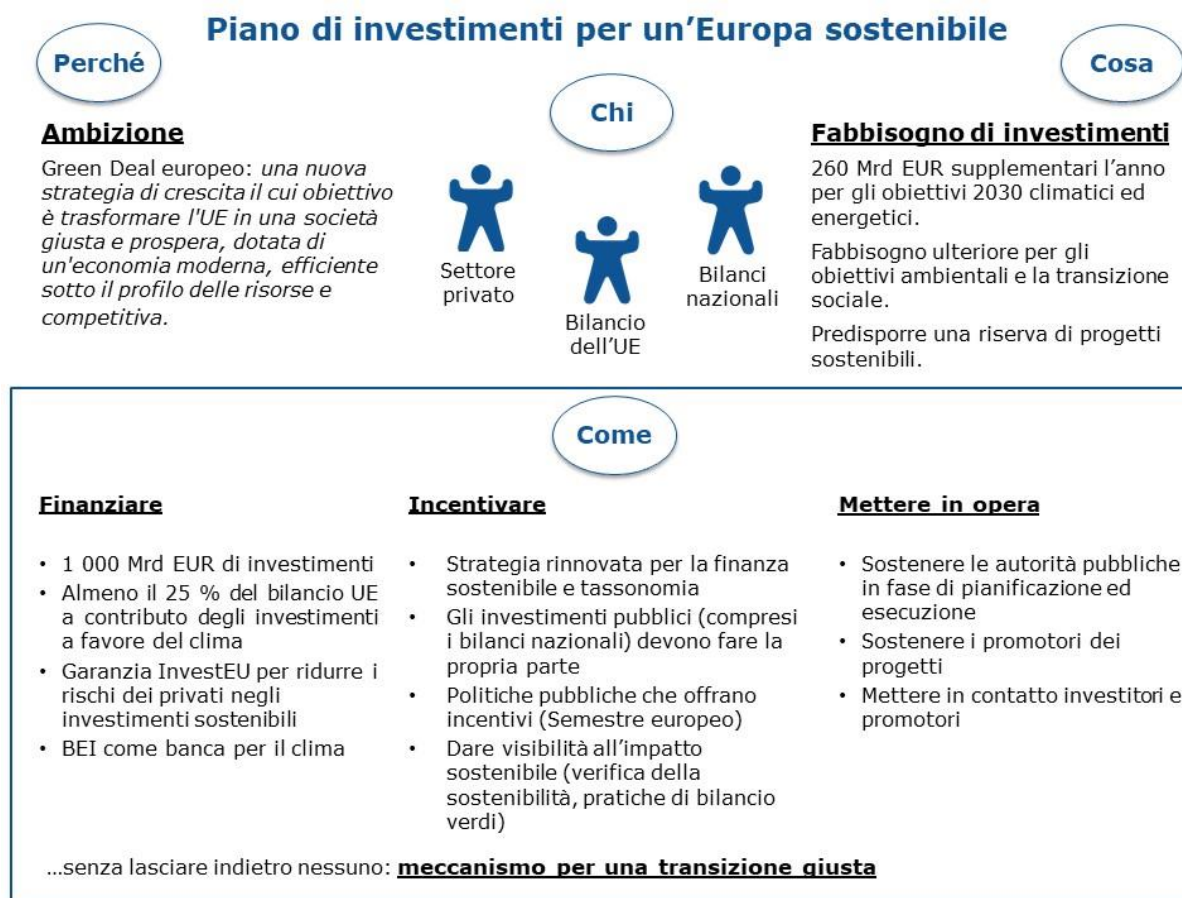 Piano di investimenti per un’Europa sostenibile
Perché
Ambizione
Green Deal europeo: una nuova
strategia di crescita il cui obiettivo
è trasformare l'UE in una società
giusta e prospera, dotata di
un'economia moderna, efficiente
sotto il profilo delle risorse e
competitiva.
Chi
Settore
privato
Bilancio
dell’UE
Bilanci
nazionali
Cosa
Fabbisogno di investimenti
260 Mrd EUR supplementari l’anno
per gli obiettivi 2030 climatici ed
energetici.
Fabbisogno ulteriore per gli
obiettivi ambientali e la transizione
sociale.
Predisporre una riserva di progetti
sostenibili.
Come
Finanziare
• 1 000 Mrd EUR di investimenti
• Almeno il 25 % del bilancio UE
a contributo degli investimenti
a favore del clima
• Garanzia InvestEU per ridurre i
rischi dei privati negli
investimenti sostenibili
• BEI come banca per il clima
Incentivare
• Strategia rinnovata per la finanza
sostenibile e tassonomia
• Gli investimenti pubblici (compresi
i bilanci nazionali) devono fare la
propria parte
• Politiche pubbliche che offrano
incentivi (Semestre europeo)
• Dare visibilità all’impatto
sostenibile (verifica della
sostenibilità, pratiche di bilancio
verdi)
Mettere in opera
• Sostenere le autorità pubbliche
in fase di pianificazione ed
esecuzione
• Sostenere i promotori dei
progetti
• Mettere in contatto investitori e
promotori
…senza lasciare indietro nessuno: meccanismo per una transizione giusta